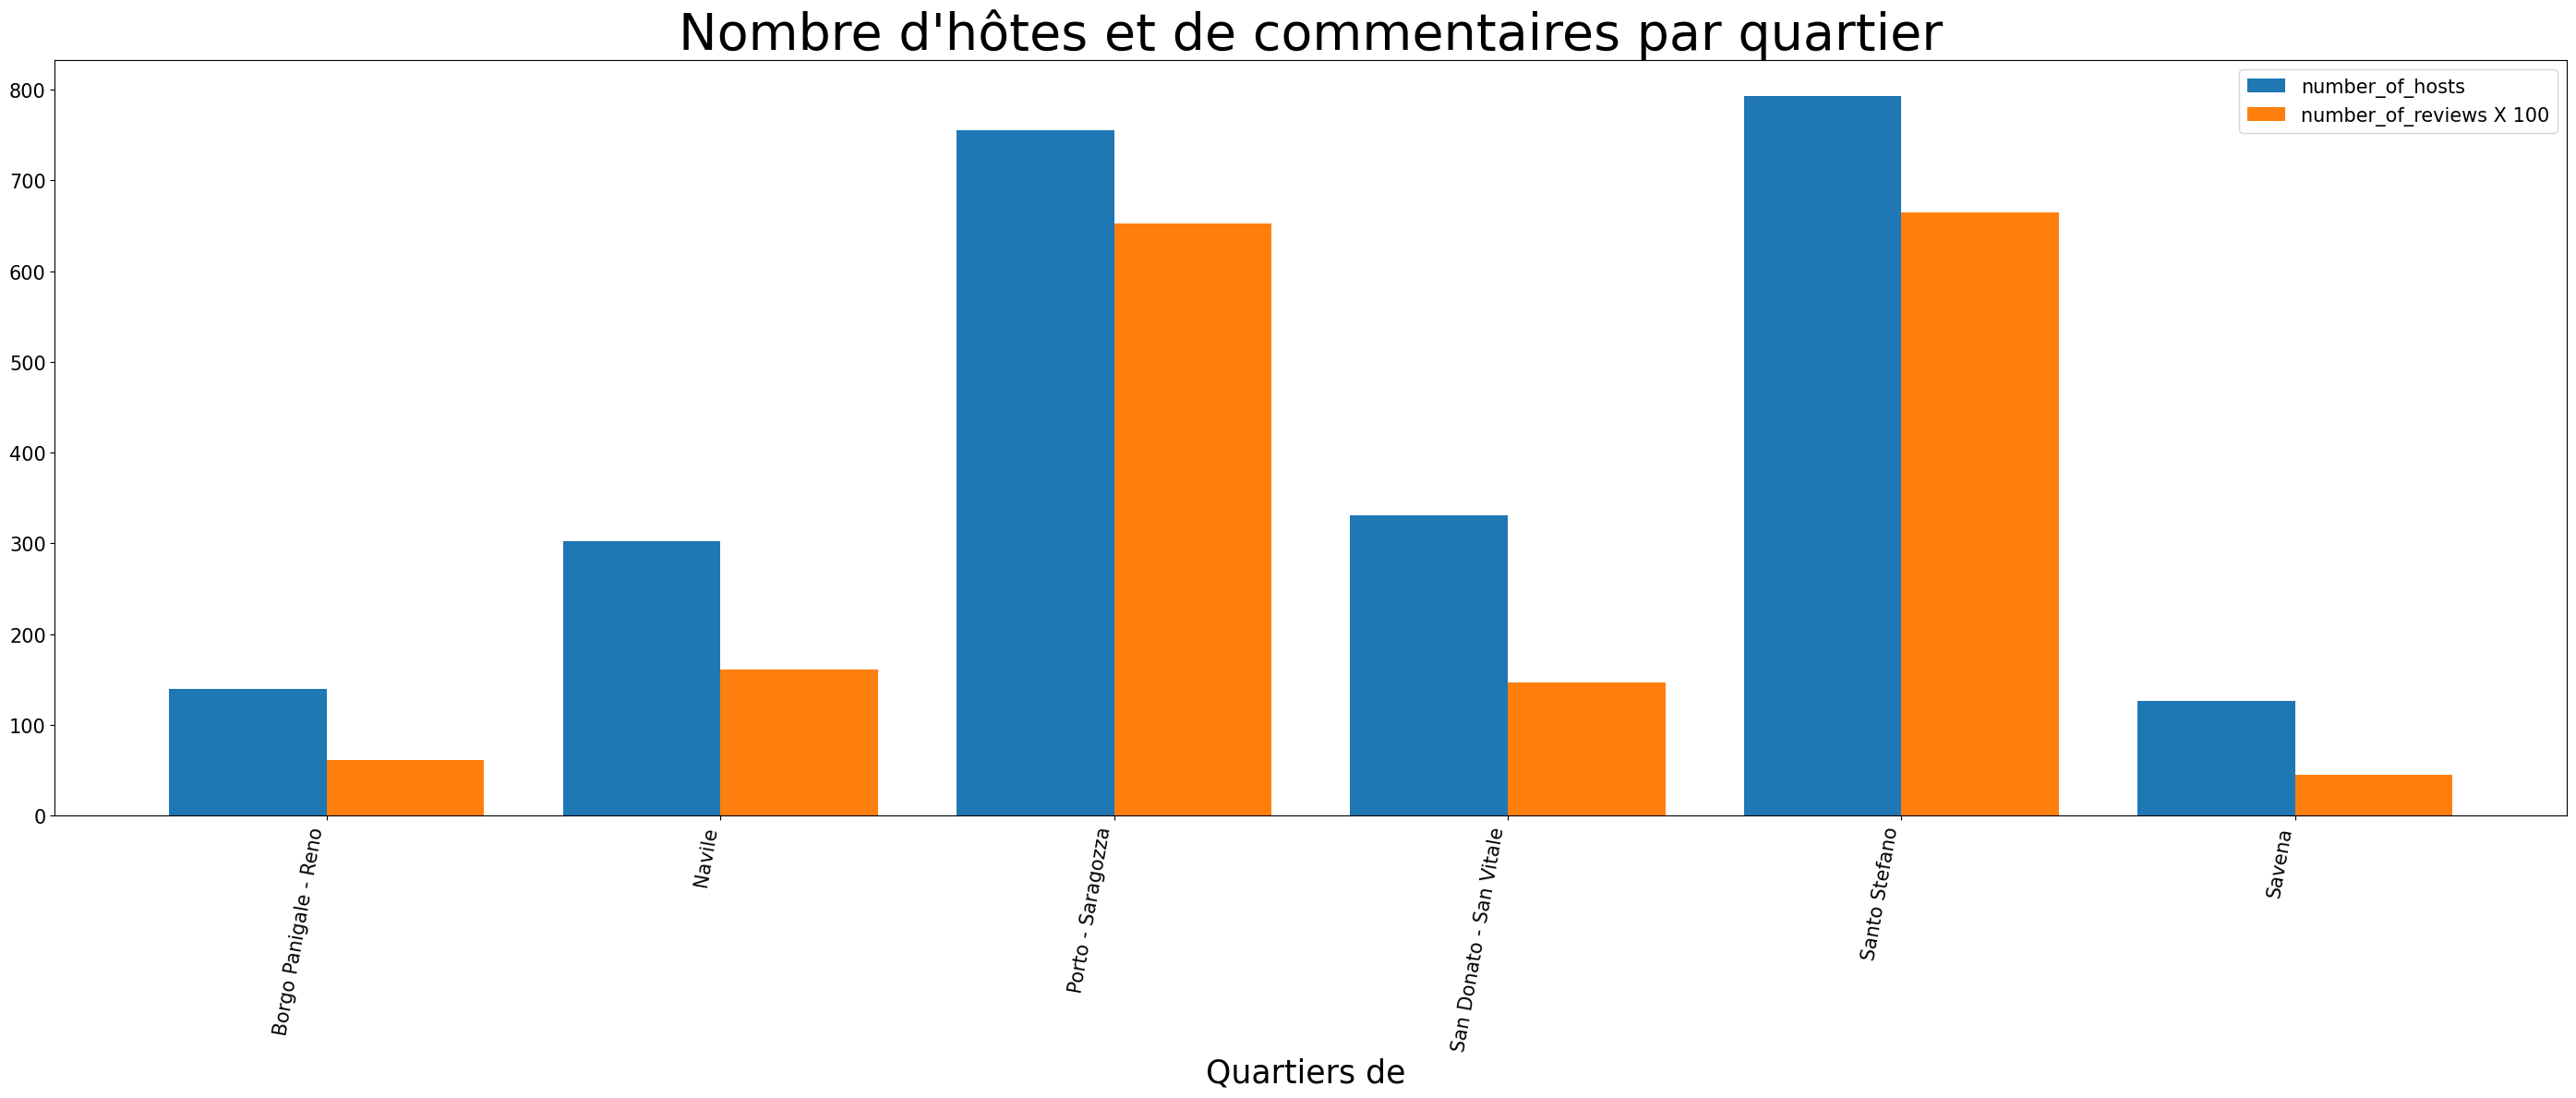 Nombre d'hôtes et de commentaires par quartier
number_of_hosts
number_of_reviews X 100
800
700
600
500
400
300
200
100
0
Borgo Panigale - Reno
Navile
Porto - Saragozza
San Donato - San Vitale
Santo Stefano
Savena
Quartiers de